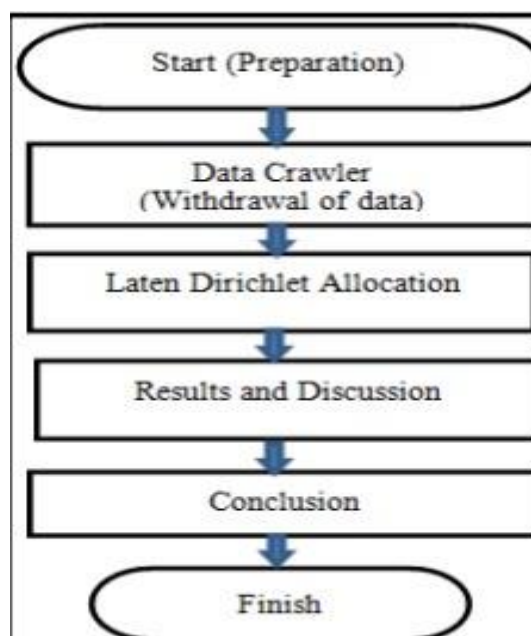 Start (Preparation)
Data Crawler
(Withdrawal of data)
Laten Dirichlet Allocation
Results and Discussion
Conclusion
Finish